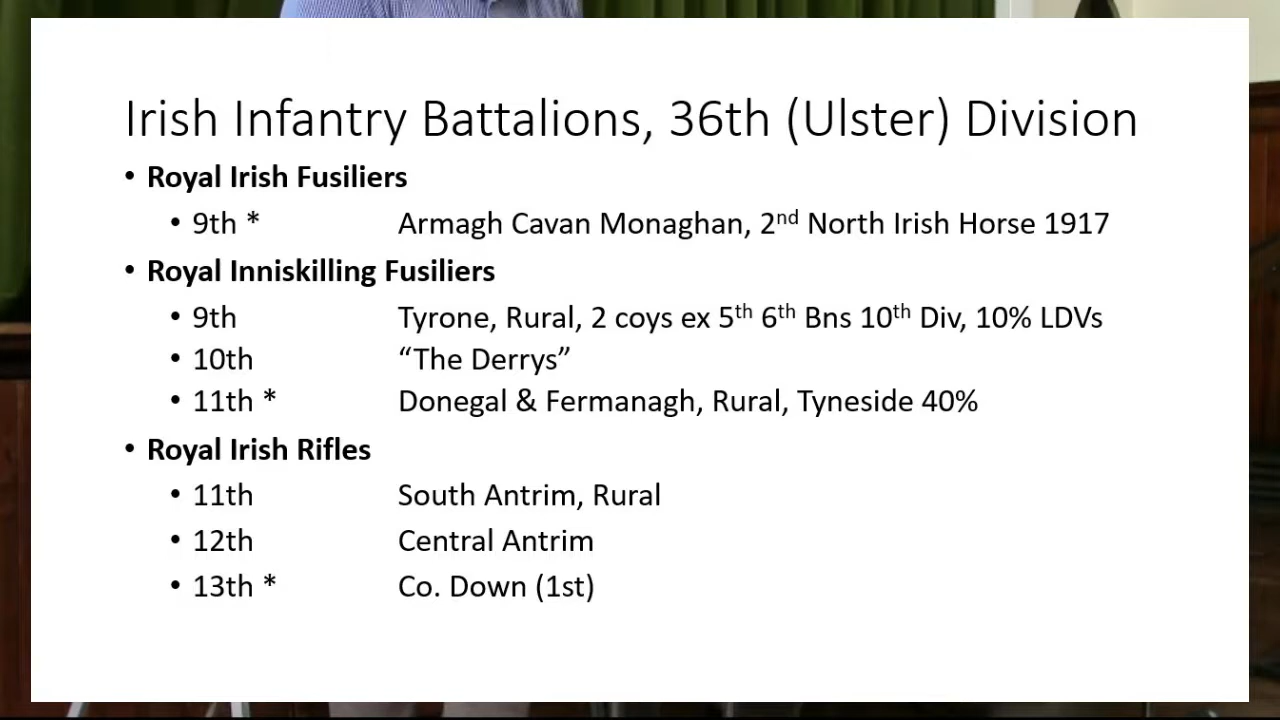 Irish Infantry Battalions, 36th (Ulster) Division
• Royal Irish Fusiliers
• 9th * Armagh Cavan Monaghan, 2nd North Irish Horse 1917
• Royal Inniskilling Fusiliers
• 9th Tyrone, Rural, 2 coys ex 5th 6th Bns 10th Div, 10% LDVs
• 10th “The Derrys”
• 11th * Donegal & Fermanagh, Rural, Tyneside 40%
• Royal Irish Rifles
• 11th South Antrim, Rural
• 12th Central Antrim
• 13th * Co. Down (1st)